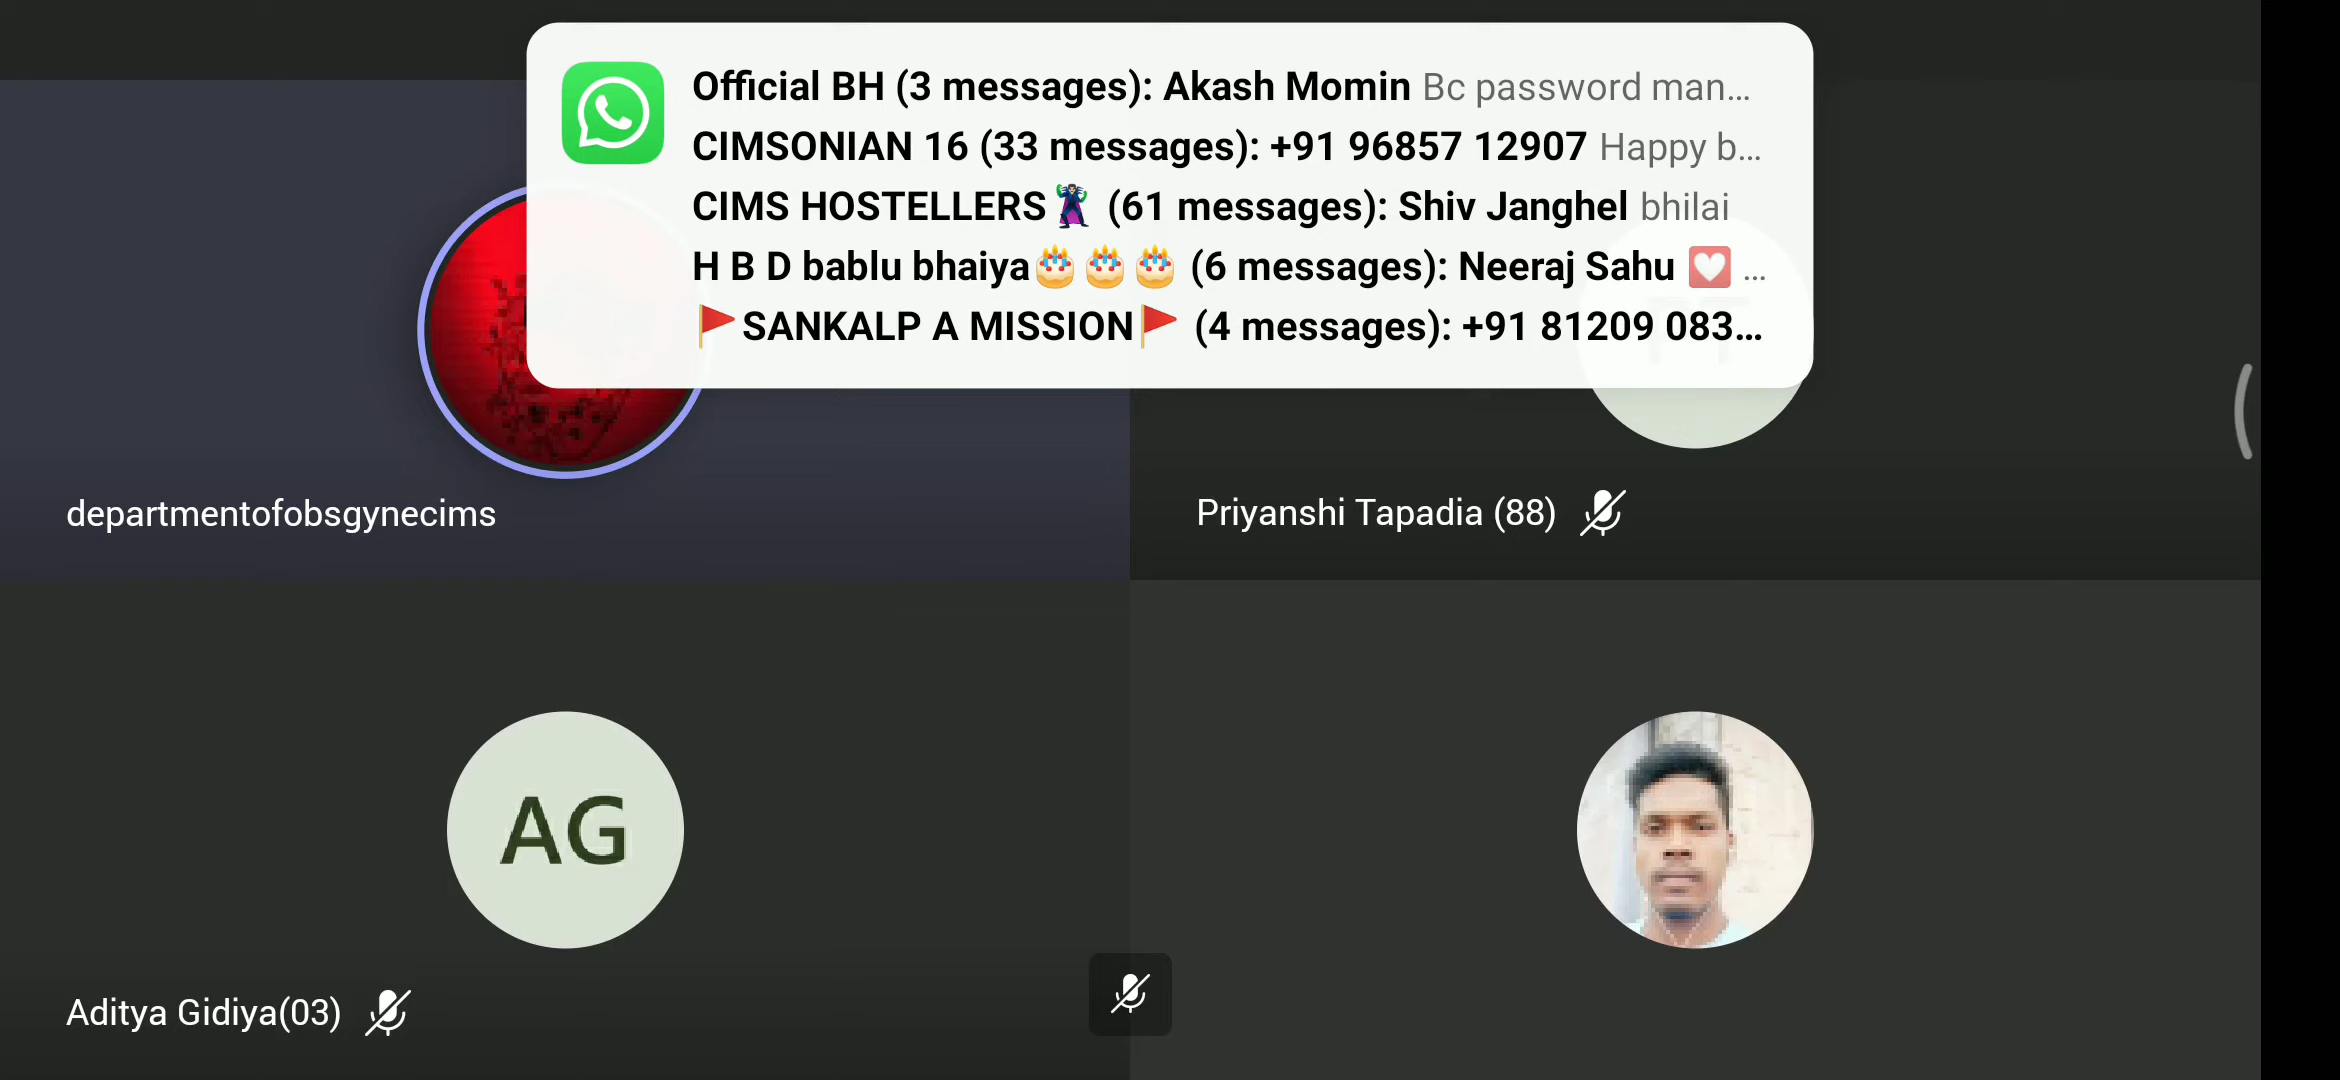 Official BH (3 messages): Akash Momin Bc password man...
CIMSONIAN 16 (33 messages): +91 96857 12907 Happy b...
CIMS HOSTELLERS🦹 (61 messages): Shiv Janghel bhilai
H B D bablu bhaiya🎂🎂🎂 (6 messages): Neeraj Sahu 💟 ...
🚩SANKALP A MISSION🚩 (4 messages): +91 81209 083...
departmentofobsgynecims
Priyanshi Tapadia (88)
AG
Aditya Gidiya(03)